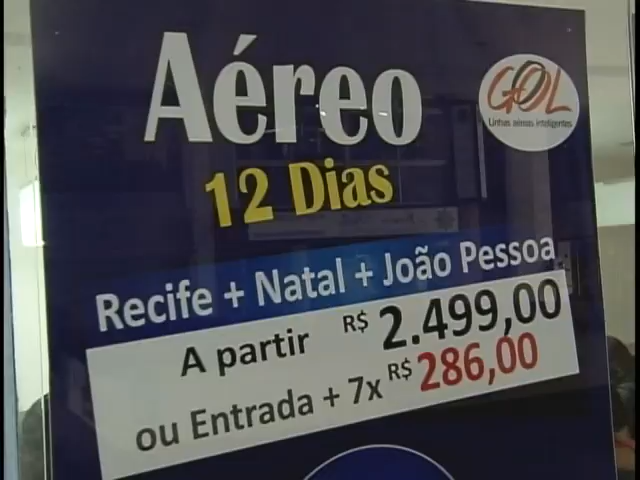 Aéreo
GOL
Linhas aéreas inteligentes
12 Dias
Recife + Natal + João Pessoa
A partir R$ 2.499,00
ou Entrada + 7x R$ 286,00